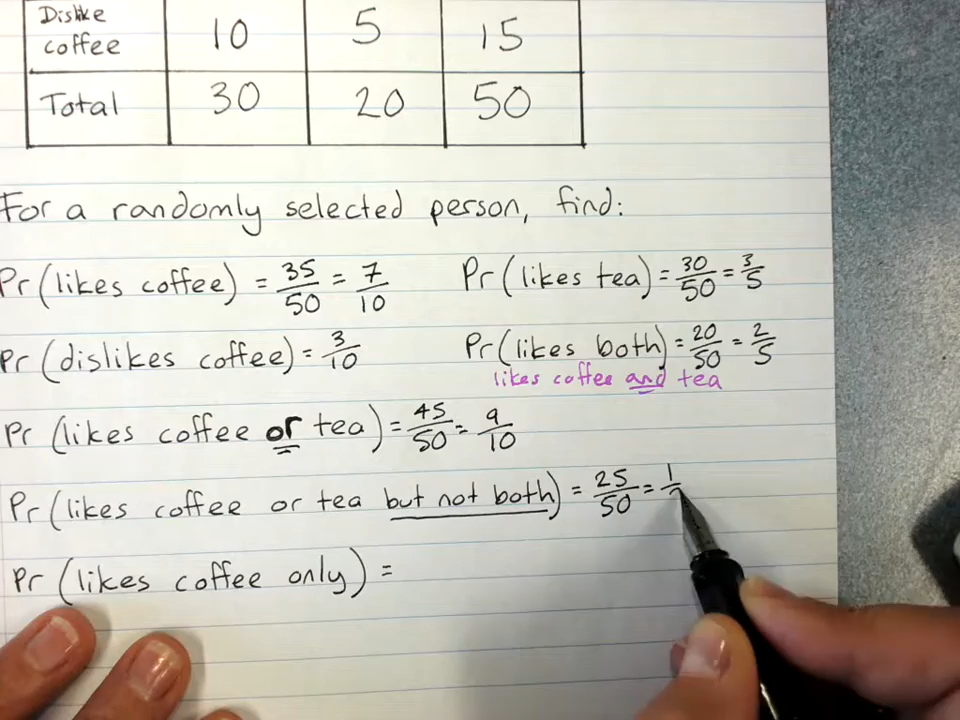 Dislike coffee 10 5 15
Total 30 20 50
For a randomly selected person, find:
Pr (likes coffee) = 35/50 = 7/10
Pr (likes tea) = 30/50 = 3/5
Pr (dislikes coffee) = 3/10
Pr (likes both) = 20/50 = 2/5
likes coffee and tea
Pr (likes coffee or tea) = 45/50 = 9/10
Pr (likes coffee or tea but not both) = 25/50 = 1/
Pr (likes coffee only) =